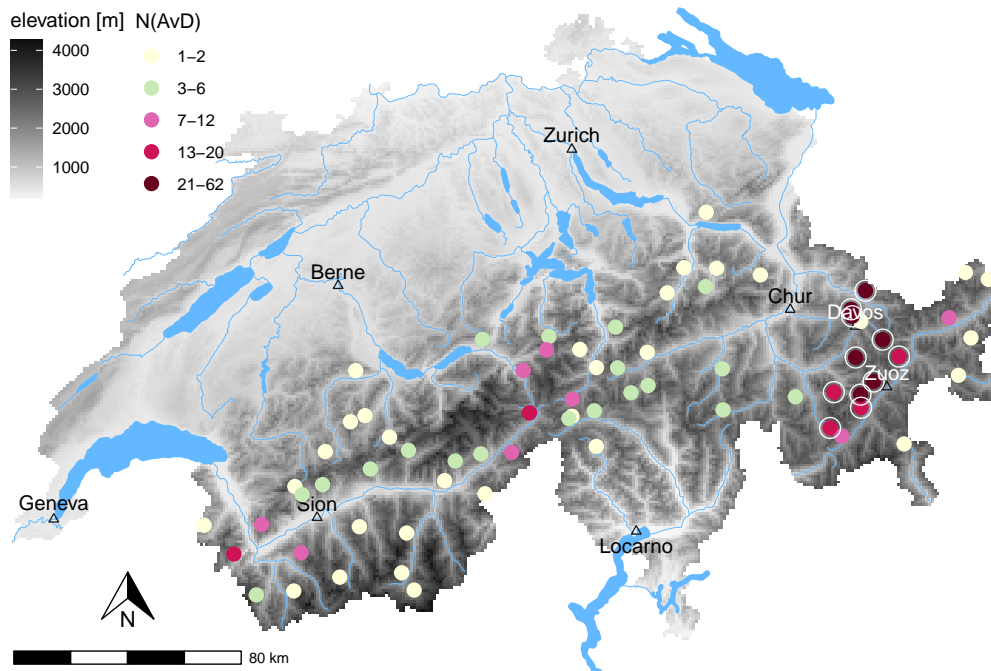 elevation [m] N(AvD)
4000
3000
2000
1000
1–2
3–6
7–12
13–20
21–62
Zurich
Berne
Chur
Davos
Zuoz
Geneva
Sion
Locarno
N
80 km